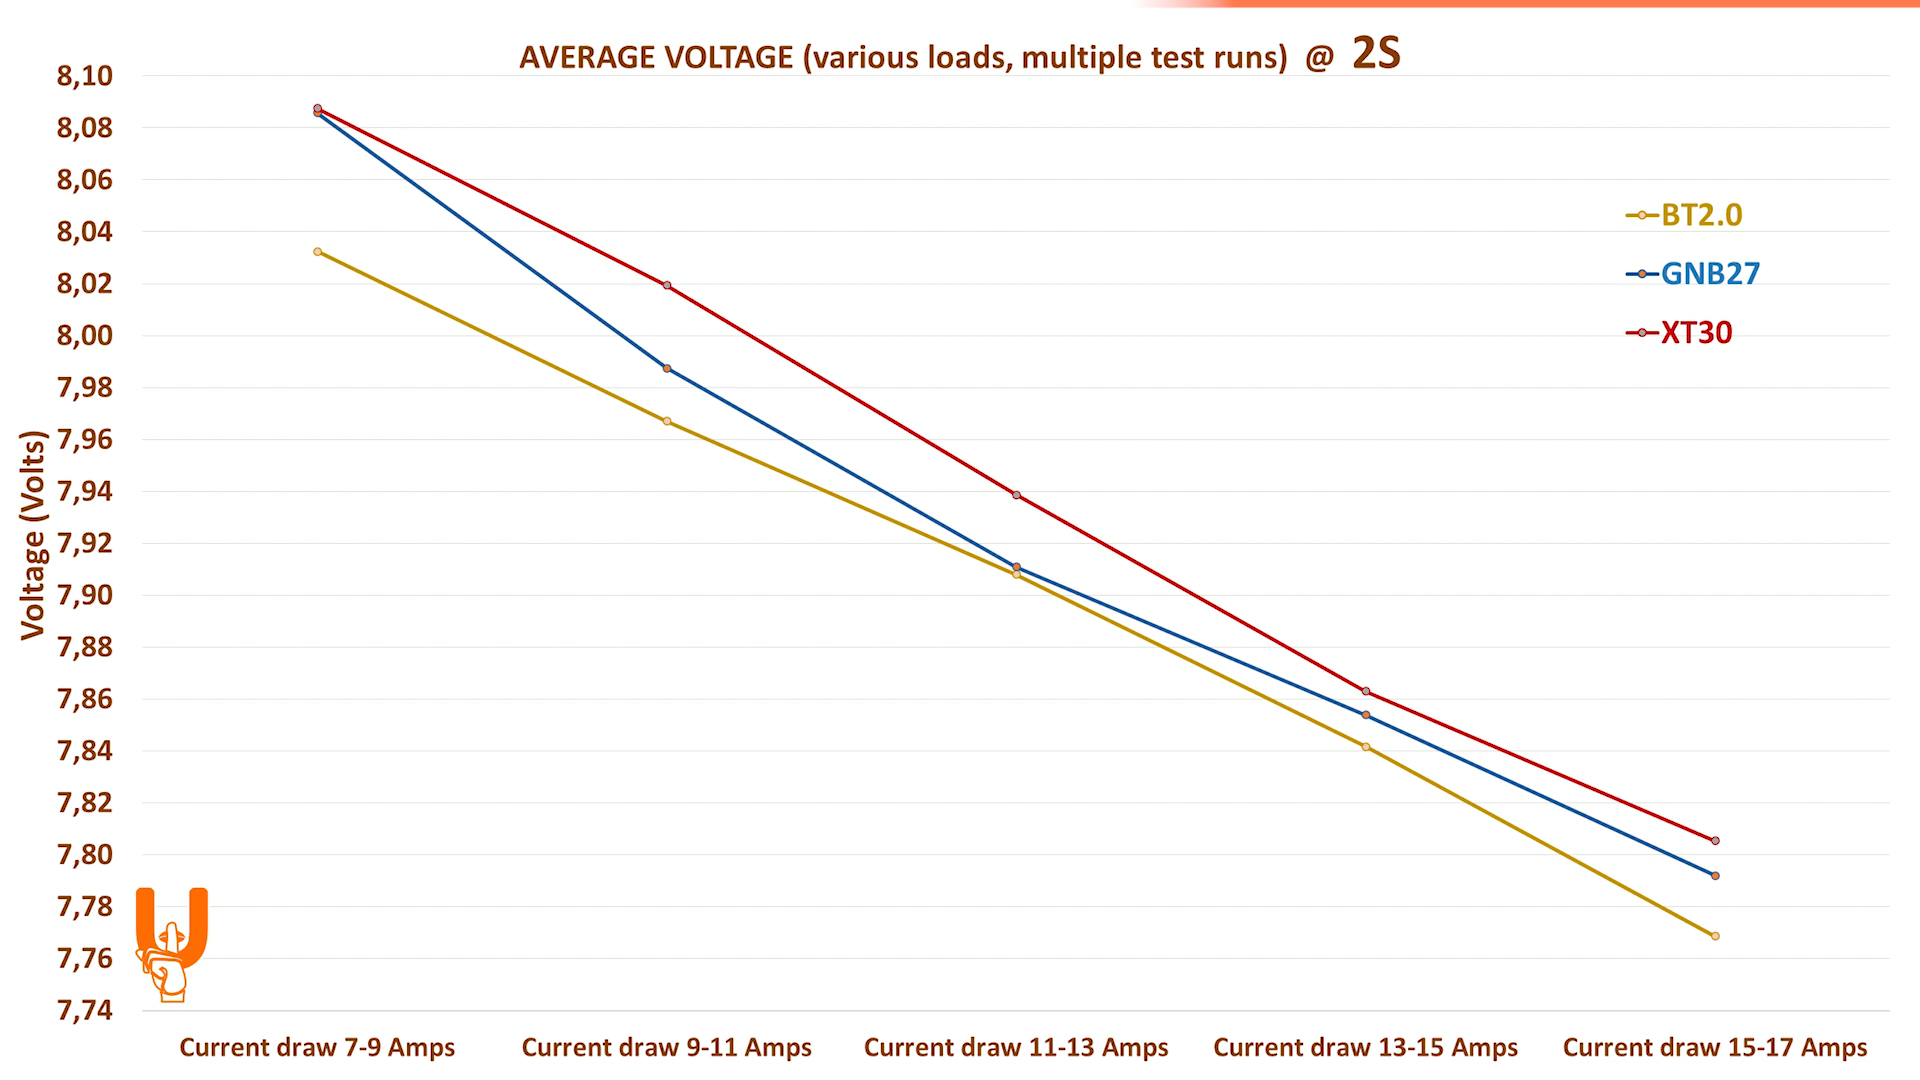 AVERAGE VOLTAGE (various loads, multiple test runs) @ 2S
8,10
8,08
8,06
8,04
8,02
8,00
7,98
7,96
7,94
7,92
7,90
7,88
7,86
7,84
7,82
7,80
7,78
7,76
7,74
Voltage (Volts)
BT2.0
GNB27
XT30
Current draw 7-9 Amps
Current draw 9-11 Amps
Current draw 11-13 Amps
Current draw 13-15 Amps
Current draw 15-17 Amps